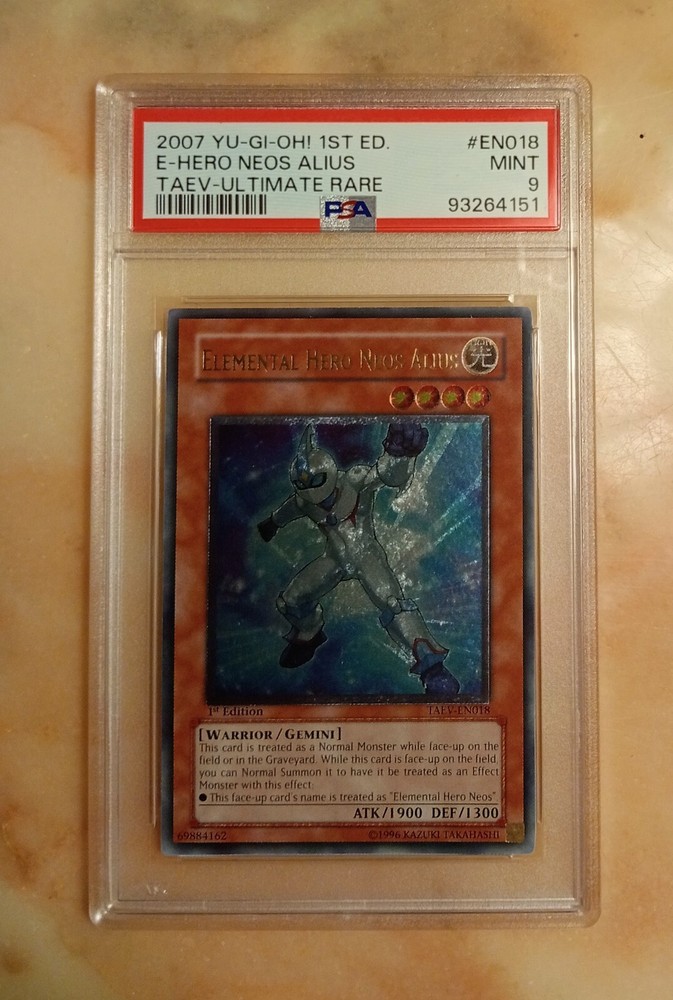 2007 YU-GI-OH! 1ST ED. #EN018
E-HERO NEOS ALIUS MINT
TAEV-ULTIMATE RARE 9
PSA 93264151
ELEMENTAL HERO NEOS ALIUS
LIGHT
光
1st Edition TAEV-EN018
[WARRIOR/GEMINI]
This card is treated as a Normal Monster while face-up on the
field or in the Graveyard. While this card is face-up on the field,
you can Normal Summon it to have it be treated as an Effect
Monster with this effect:
● This face-up card's name is treated as "Elemental Hero Neos"
ATK/1900 DEF/1300
69884162 ©1996 KAZUKI TAKAHASHI